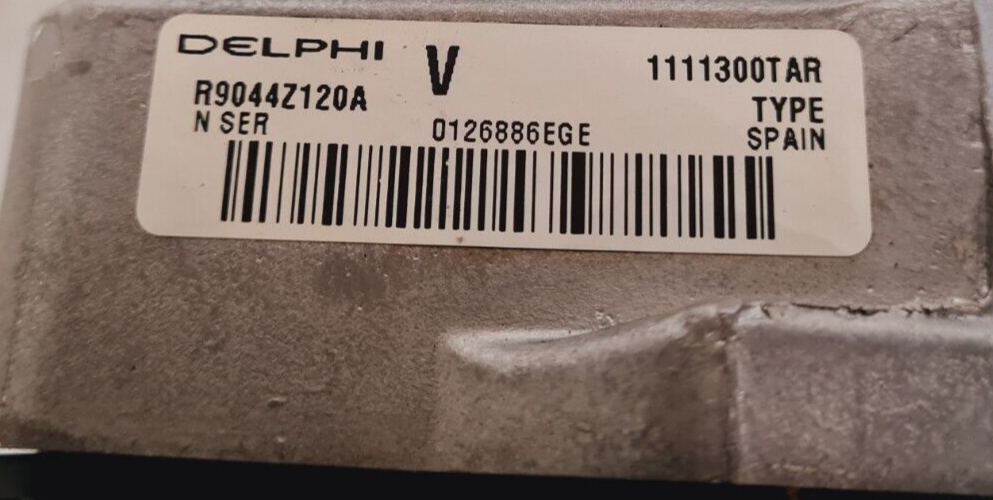 DELPHI V 1111300TAR
R9044Z120A TYPE
N SER 0126886EGE SPAIN